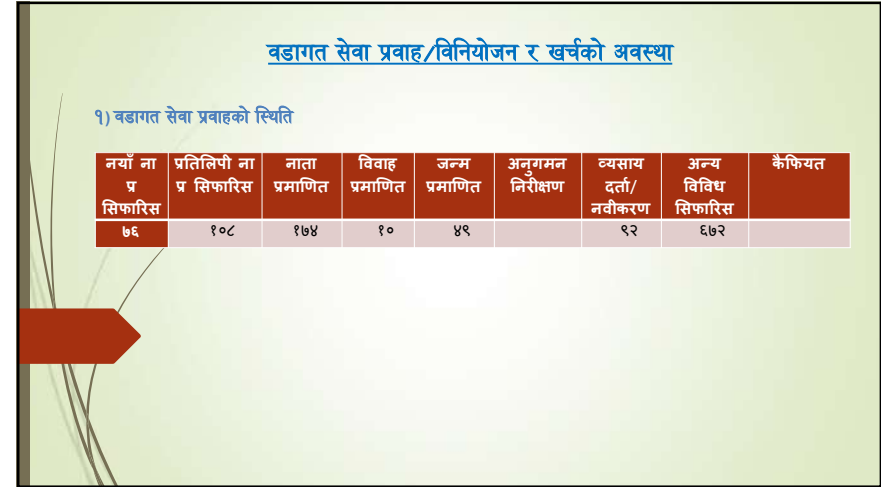 वडागत सेवा प्रवाह/विनियोजन र खर्चको अवस्था
१) वडागत सेवा प्रवाहको स्थिति
नयाँ ना प्र सिफारिस | प्रतिलिपी ना प्र सिफारिस | नाता प्रमाणित | विवाह प्रमाणित | जन्म प्रमाणित | अनुगमन निरीक्षण | व्यसाय दर्ता/ नवीकरण | अन्य विविध सिफारिस | कैफियत
७६ | १०८ | १७४ | १० | ४९ | | ९२ | ६७२ |